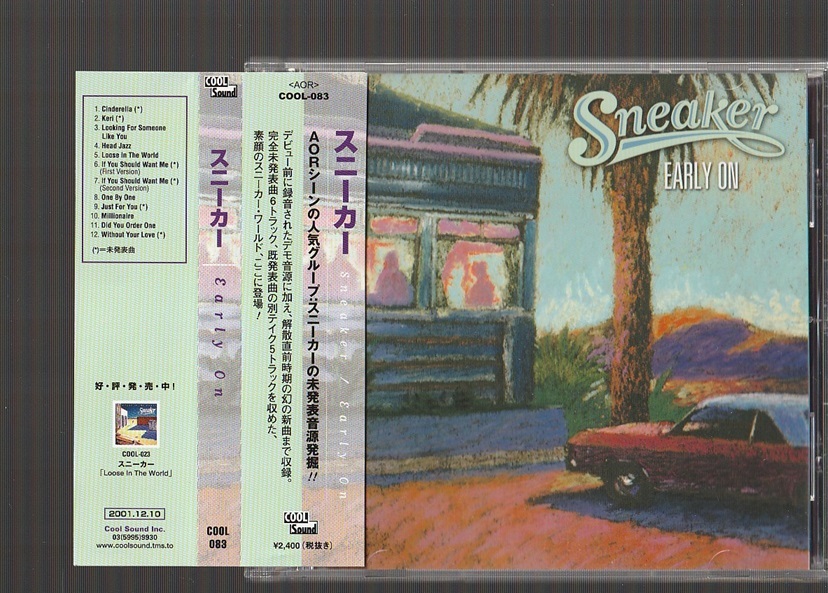 1. Cinderella (*)
2. Keri (*)
3. Looking For Someone
Like You
4. Head Jazz
5. Loose In The World
6. If You Should Want Me (*)
(First Version)
7. If You Should Want Me (*)
(Second Version)
8. One By One
9. Just For You (*)
10. Millionaire
11. Did You Order One
12. Without Your Love (*)
(*)=未発表曲
好・評・発・売・中!
Sneaker
COOL-023
スニーカー
「Loose In The World」
2001.12.10
Cool Sound Inc.
03(5995)9930
www.coolsound.tms.to
COOL
Sound
スニーカー
Early On
COOL
083
<AOR>
COOL-083
スニーカー
Sneaker / Early On
AORシーンの人気グループ:スニーカーの未発表音源発掘!!
デビュー前に録音されたデモ音源に加え、解散直前時期の幻の新曲まで収録。
完全未発表曲6トラック、既発表曲の別テイク5トラックを収めた、
素顔のスニーカー・ワールド、ここに登場!
COOL
Sound
¥2,400 (税抜き)
Sneaker
EARLY ON